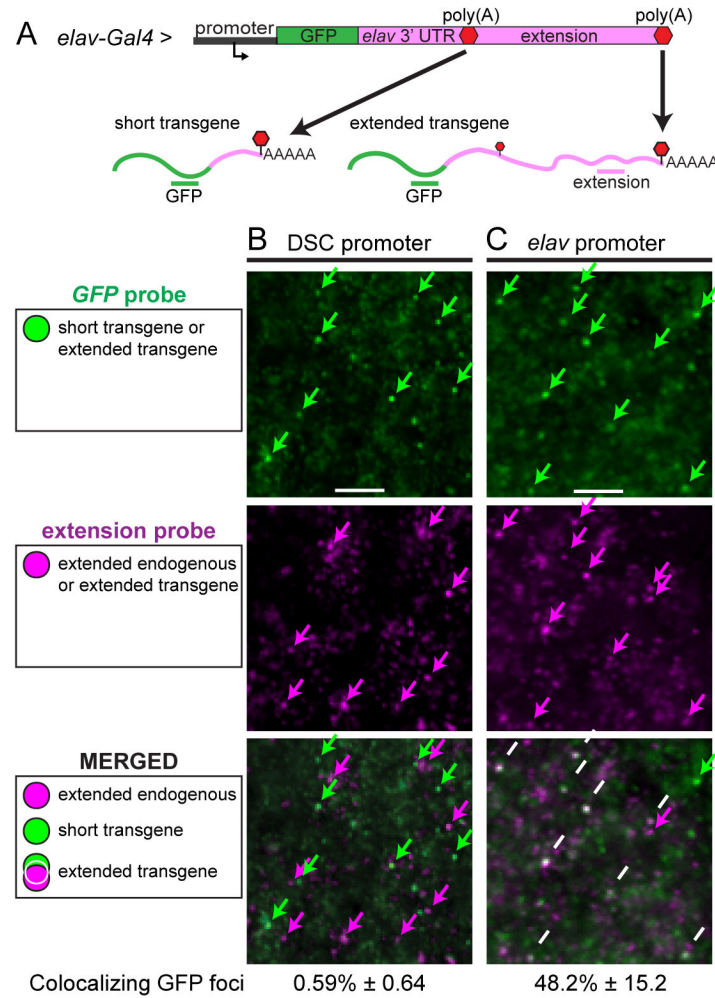 A
elav-Gal4 >
promoter
GFP
elav 3' UTR
poly(A)
extension
poly(A)
short transgene
AAAAA
GFP
extended transgene
AAAAA
GFP
extension
B DSC promoter
C elav promoter
GFP probe
short transgene or
extended transgene
extension probe
extended endogenous
or extended transgene
MERGED
extended endogenous
short transgene
extended transgene
Colocalizing GFP foci 0.59% ± 0.64 48.2% ± 15.2